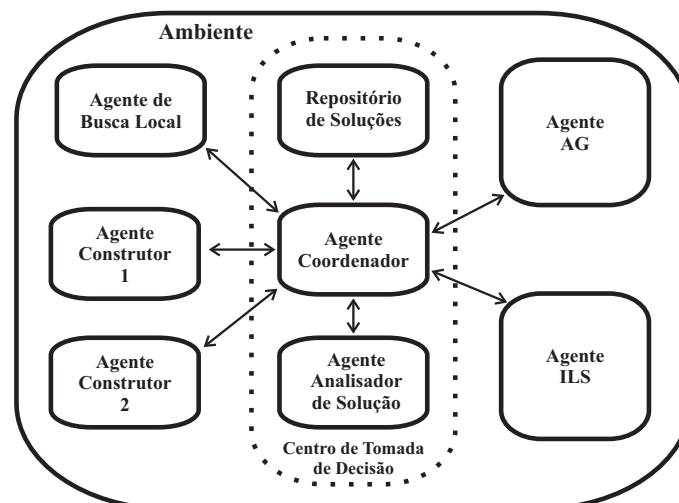 Ambiente
Agente de
Busca Local
Repositório
de Soluções
Agente
AG
Agente
Construtor
1
Agente
Coordenador
Agente
Construtor
2
Agente
Analisador
de Solução
Agente
ILS
Centro de Tomada
de Decisão